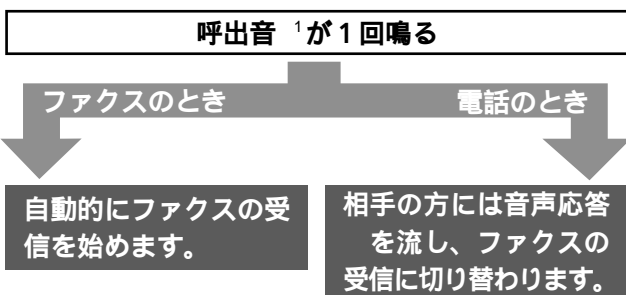 呼出音 1が1回鳴る
ファクスのとき
電話のとき
自動的にファクスの受
信を始めます。
相手の方には音声応答
を流し、ファクスの
受信に切り替わります。